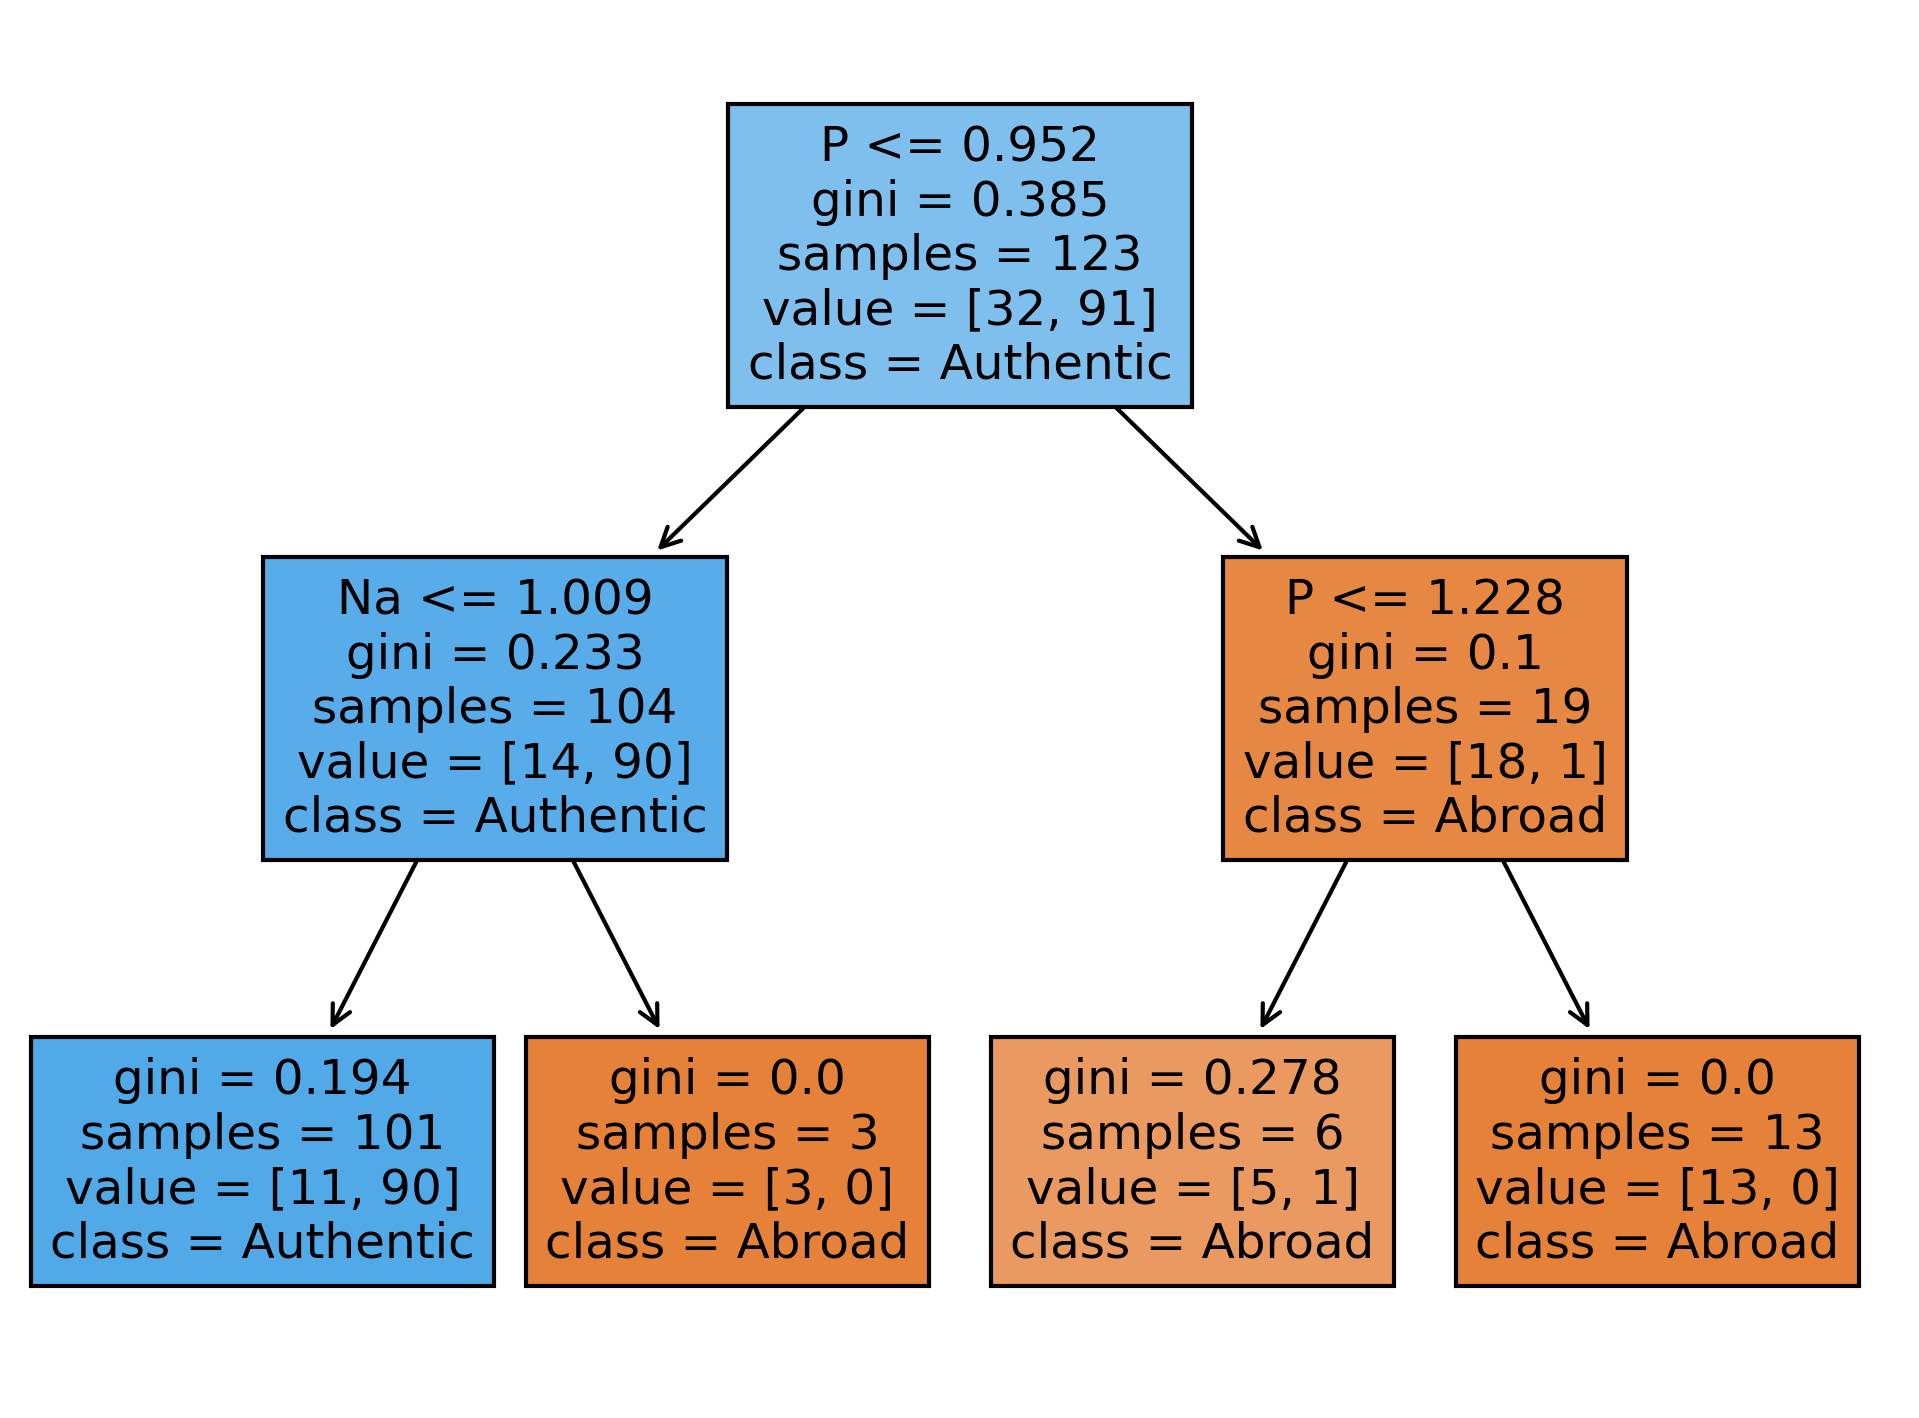 P <= 0.952
gini = 0.385
samples = 123
value = [32, 91]
class = Authentic
Na <= 1.009
gini = 0.233
samples = 104
value = [14, 90]
class = Authentic
P <= 1.228
gini = 0.1
samples = 19
value = [18, 1]
class = Abroad
gini = 0.194
samples = 101
value = [11, 90]
class = Authentic
gini = 0.0
samples = 3
value = [3, 0]
class = Abroad
gini = 0.278
samples = 6
value = [5, 1]
class = Abroad
gini = 0.0
samples = 13
value = [13, 0]
class = Abroad